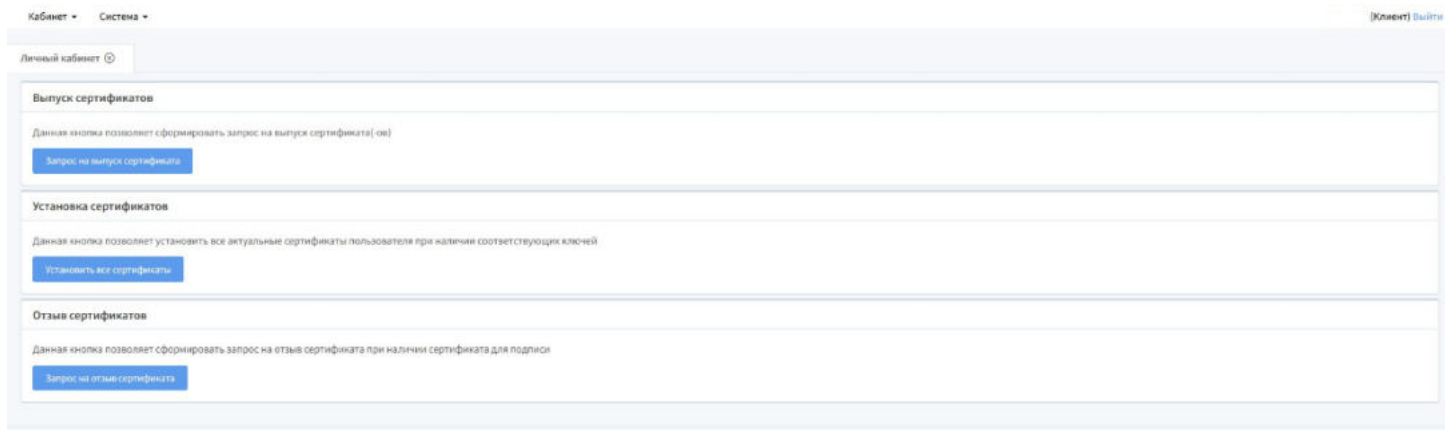 Кабинет Система (Клиент) Выйти
Личный кабинет
Выпуск сертификатов
Данная кнопка позволяет сформировать запрос на выпуск сертификата(-ов)
Запрос на выпуск сертификата
Установка сертификатов
Данная кнопка позволяет установить все актуальные сертификаты пользователя при наличии соответствующих ключей
Установить все сертификаты
Отзыв сертификатов
Данная кнопка позволяет сформировать запрос на отзыв сертификата при наличии сертификата для подписи
Запрос на отзыв сертификата